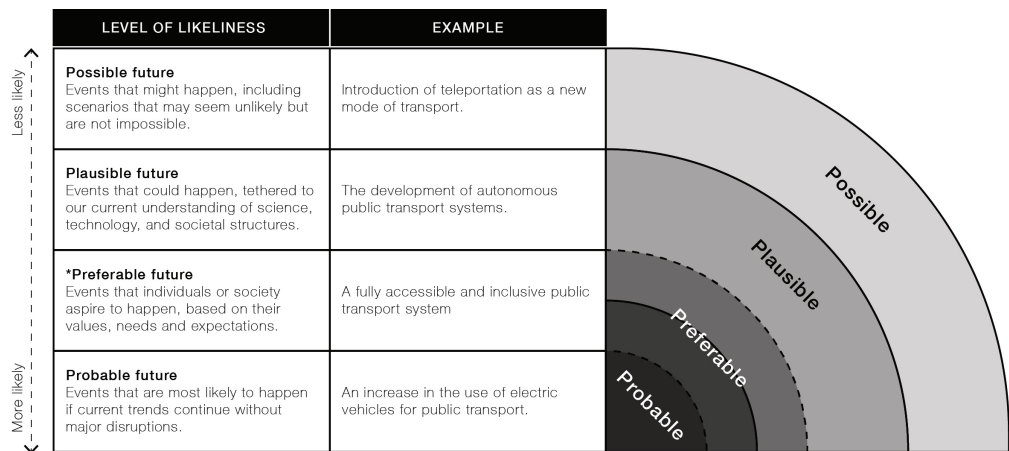 LEVEL OF LIKELINESS
EXAMPLE
Less likely
Possible future
Events that might happen, including
scenarios that may seem unlikely but
are not impossible.
Introduction of teleportation as a new
mode of transport.
Plausible future
Events that could happen, tethered to
our current understanding of science,
technology, and societal structures.
The development of autonomous
public transport systems.
*Preferable future
Events that individuals or society
aspire to happen, based on their
values, needs and expectations.
A fully accessible and inclusive public
transport system
More likely
Probable future
Events that are most likely to happen
if current trends continue without
major disruptions.
An increase in the use of electric
vehicles for public transport.
Possible
Plausible
Preferable
Probable